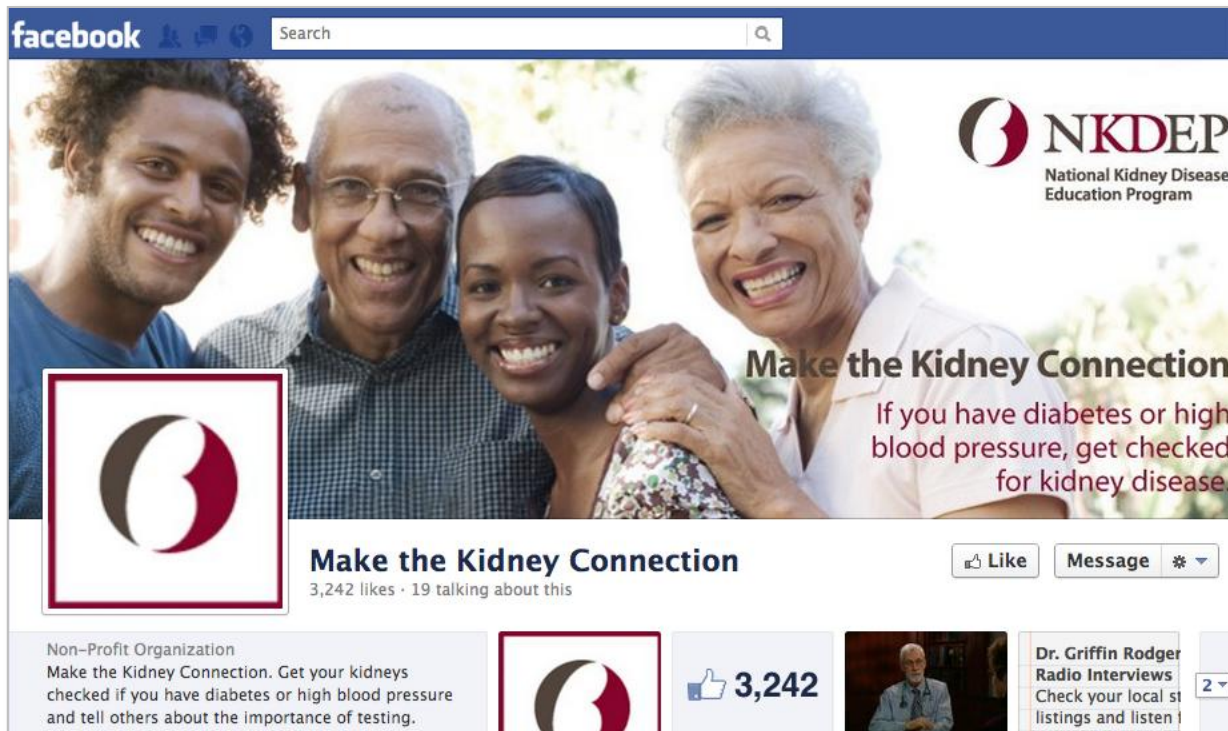 facebook
Search
NKDEP
National Kidney Disease
Education Program
Make the Kidney Connection
If you have diabetes or high
blood pressure, get checked
for kidney disease.
Make the Kidney Connection
3,242 likes · 19 talking about this
Like
Message
Non-Profit Organization
Make the Kidney Connection. Get your kidneys
checked if you have diabetes or high blood pressure
and tell others about the importance of testing.
3,242
Dr. Griffin Rodger
Radio Interviews
Check your local st
listings and listen f
2